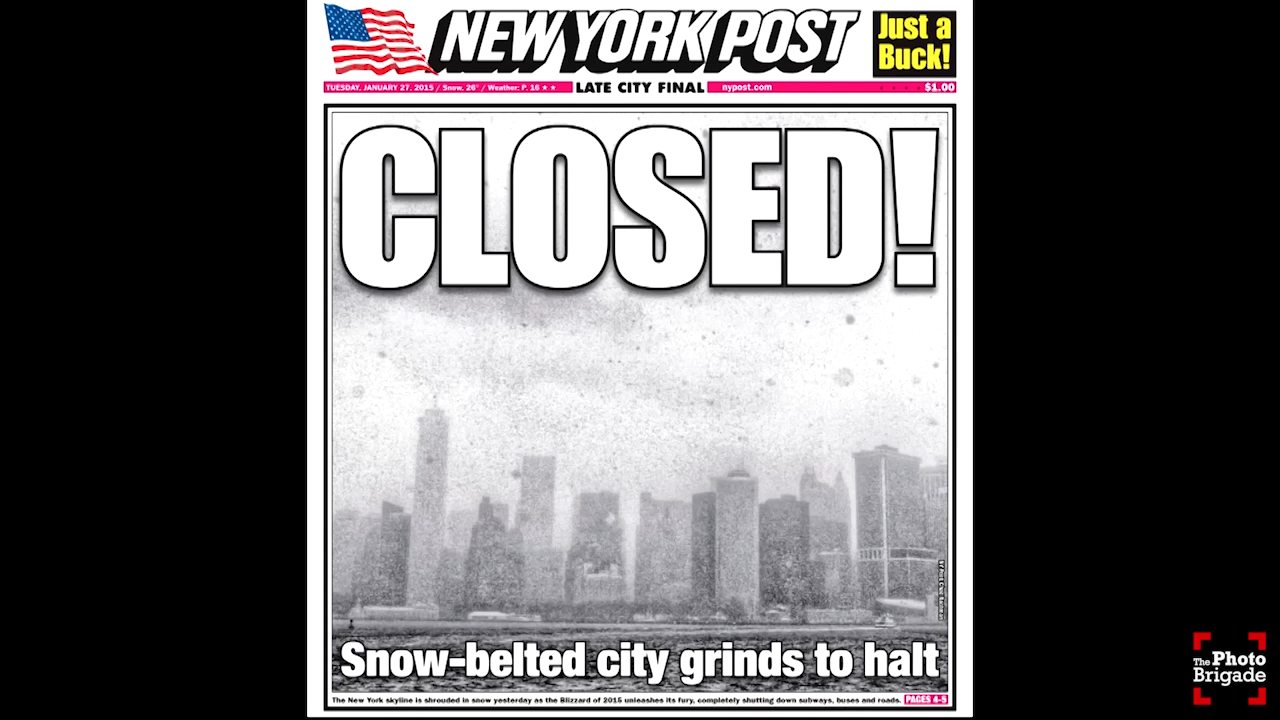 NEW YORK POST
Just a
Buck!
TUESDAY, JANUARY 27, 2015 / Snow, 26° / Weather: P. 16 ★ ★
LATE CITY FINAL
nypost.com
$1.00
CLOSED!
Snow-belted city grinds to halt
The New York skyline is shrouded in snow yesterday as the Blizzard of 2015 unleashes its fury, completely shutting down subways, buses and roads. PAGES 4-5
The Photo
Brigade